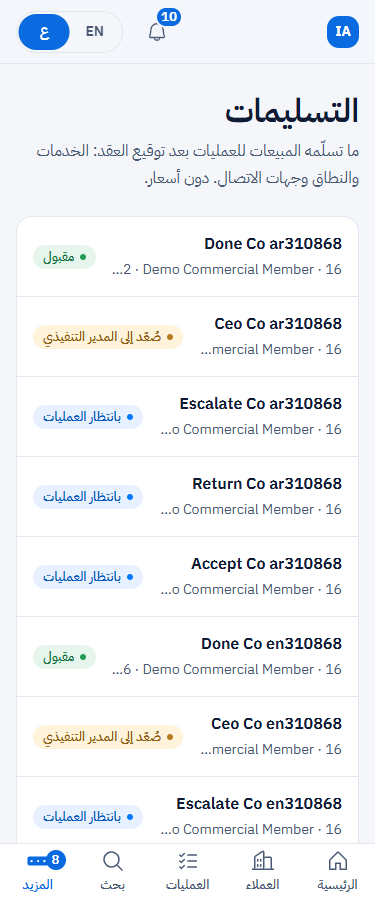 IA
10
EN
ع
التسليمات
ما تسلّمه المبيعات للعمليات بعد توقيع العقد: الخدمات
والنطاق وجهات الاتصال. دون أسعار.
Done Co ar310868
مقبول
...2 · Demo Commercial Member · 16
Ceo Co ar310868
صُعّد إلى المدير التنفيذي
...mercial Member · 16
Escalate Co ar310868
بانتظار العمليات
...o Commercial Member · 16
Return Co ar310868
بانتظار العمليات
...o Commercial Member · 16
Accept Co ar310868
بانتظار العمليات
...o Commercial Member · 16
Done Co en310868
مقبول
...6 · Demo Commercial Member · 16
Ceo Co en310868
صُعّد إلى المدير التنفيذي
...mercial Member · 16
Escalate Co en310868
بانتظار العمليات
...o Commercial Member · 16
الرئيسية
العملاء
العمليات
بحث
8
المزيد